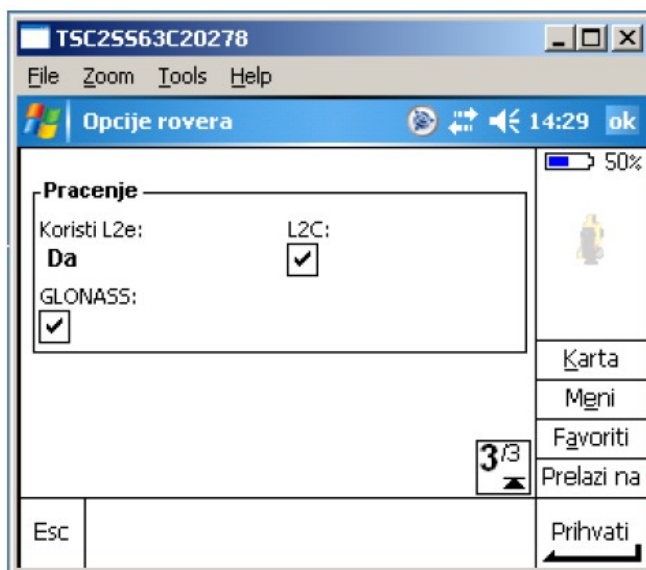 TSC2SS63C20278
File Zoom Tools Help
Opcije rovera 14:29 ok
50%
Pracenje
Koristi L2e: L2C:
Da
GLONASS:
Karta
Meni
Favoriti
3/3
Prelazi na
Esc Prihvati